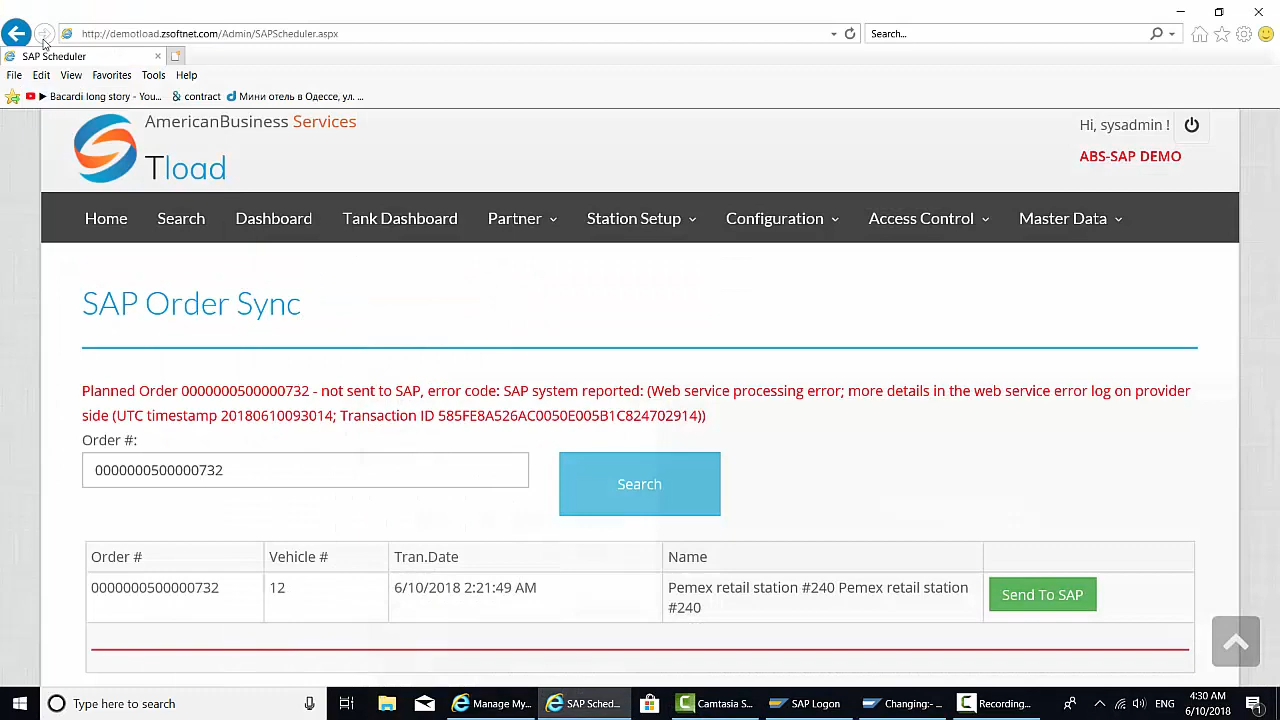 http://demotload.zsoftnet.com/Admin/SAPScheduler.aspx
Search...
SAP Scheduler
File Edit View Favorites Tools Help
Bacardi long story - You... contract Мини отель в Одессе, ул. ...
AmericanBusiness Services
Tload
Hi, sysadmin !
ABS-SAP DEMO
Home Search Dashboard Tank Dashboard Partner Station Setup Configuration Access Control Master Data
SAP Order Sync
Planned Order 0000000500000732 - not sent to SAP, error code: SAP system reported: (Web service processing error; more details in the web service error log on provider
side (UTC timestamp 20180610093014; Transaction ID 585FE8A526AC0050E005B1C824702914))
Order #:
0000000500000732
Search
Order # Vehicle # Tran.Date Name
0000000500000732 12 6/10/2018 2:21:49 AM Pemex retail station #240 Pemex retail station
#240
Send To SAP
Type here to search
Manage My...
SAP Sched...
Camtasia S...
SAP Logon
Changing:- ...
Recording...
ENG
4:30 AM
6/10/2018
1